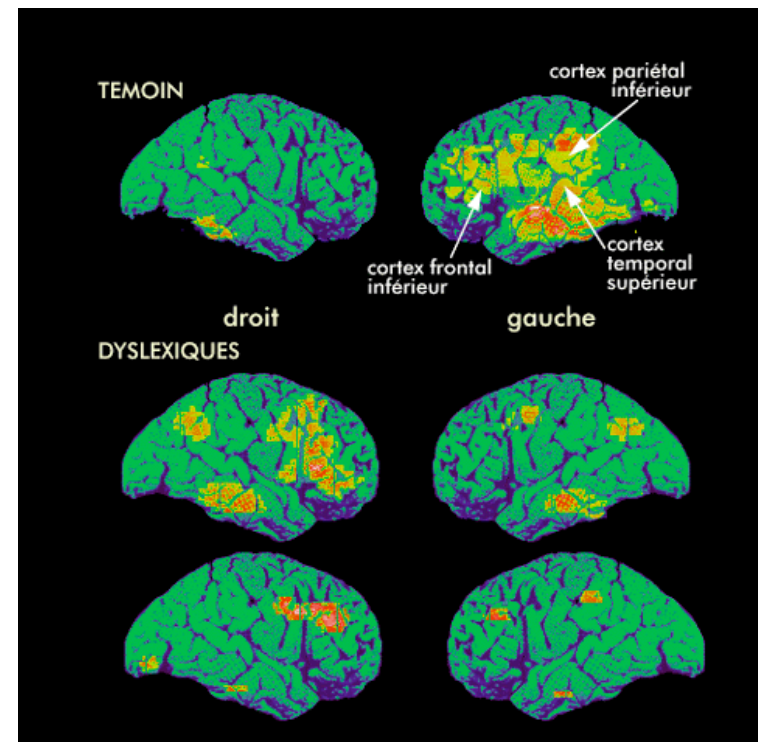 TEMOIN
cortex pariétal
inférieur
cortex frontal
inférieur
cortex
temporal
supérieur
droit
gauche
DYSLEXIQUES